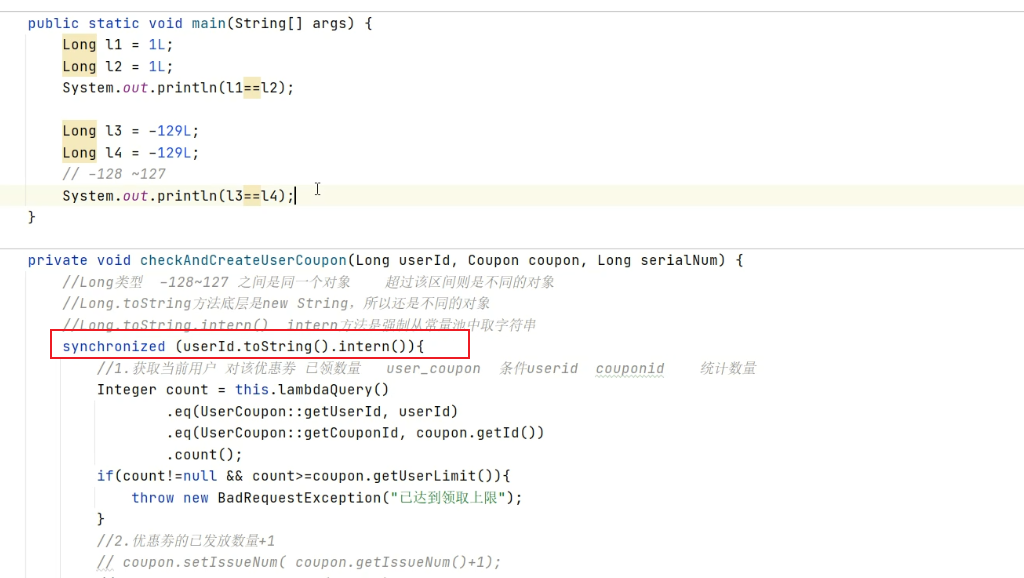 public static void main(String[] args) {
Long l1 = 1L;
Long l2 = 1L;
System.out.println(l1==l2);
Long l3 = -129L;
Long l4 = -129L;
// -128 ~127
System.out.println(l3==l4);
}
private void checkAndCreateUserCoupon(Long userId, Coupon coupon, Long serialNum) {
//Long类型 -128~127 之间是同一个对象 超过该区间则是不同的对象
//Long.toString方法底层是new String，所以还是不同的对象
//Long.toString.intern() intern方法是强制从常量池中取字符串
synchronized (userId.toString().intern()){
//1.获取当前用户 对该优惠券 已领数量 user_coupon 条件userid couponid 统计数量
Integer count = this.lambdaQuery()
.eq(UserCoupon::getUserId, userId)
.eq(UserCoupon::getCouponId, coupon.getId())
.count();
if(count!=null && count>=coupon.getUserLimit()){
throw new BadRequestException("已达到领取上限");
}
//2.优惠券的已发放数量+1
// coupon.setIssueNum( coupon.getIssueNum()+1);